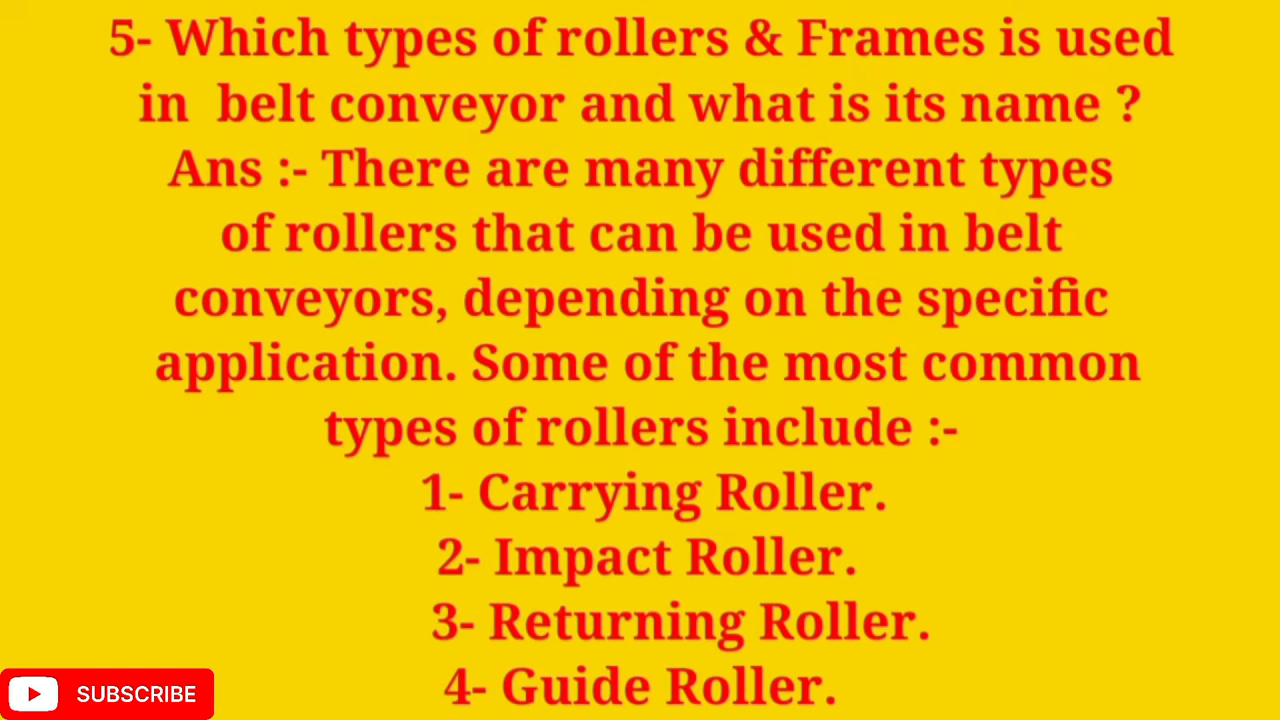 5- Which types of rollers & Frames is used
in belt conveyor and what is its name ?
Ans :- There are many different types
of rollers that can be used in belt
conveyors, depending on the specific
application. Some of the most common
types of rollers include :-
1- Carrying Roller.
2- Impact Roller.
3- Returning Roller.
4- Guide Roller.
SUBSCRIBE